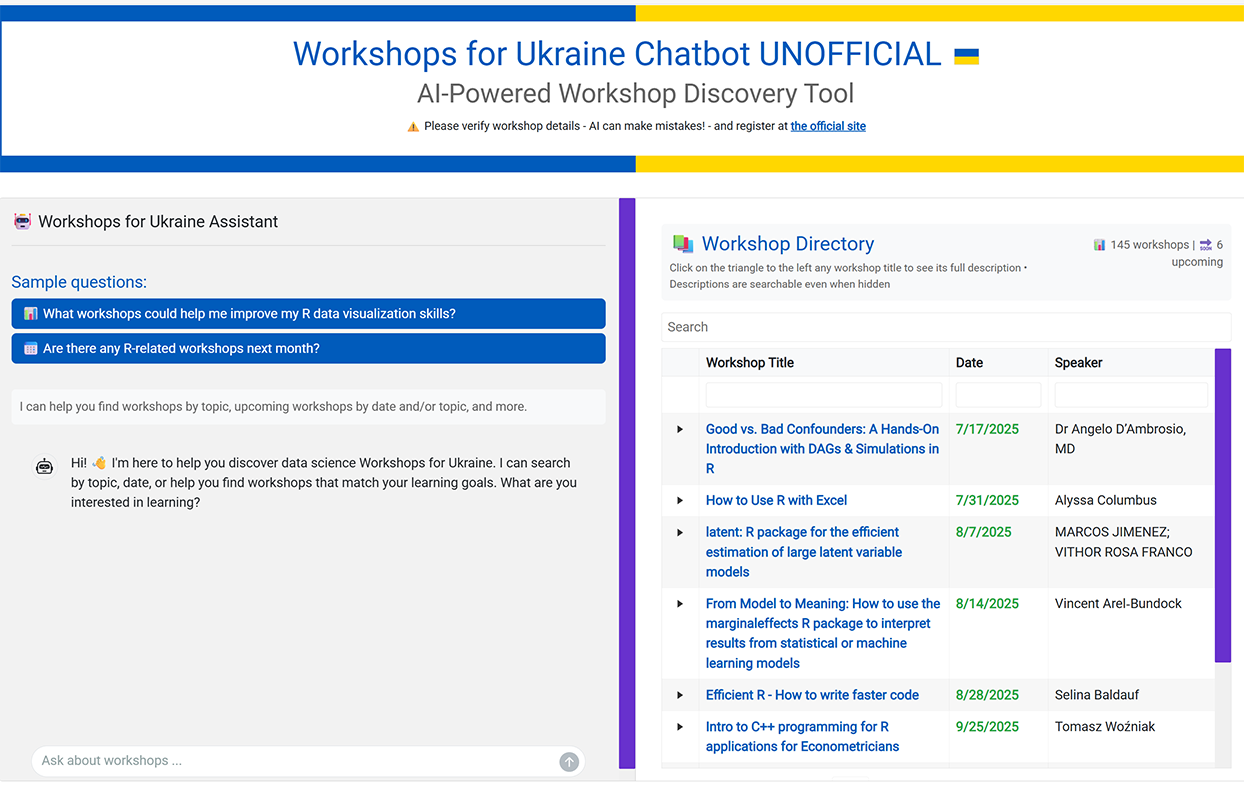 Workshops for Ukraine Chatbot UNOFFICIAL
AI-Powered Workshop Discovery Tool
Please verify workshop details - AI can make mistakes! - and register at the official site
Workshops for Ukraine Assistant
Sample questions:
What workshops could help me improve my R data visualization skills?
Are there any R-related workshops next month?
I can help you find workshops by topic, upcoming workshops by date and/or topic, and more.
Hi! 👋 I'm here to help you discover data science Workshops for Ukraine. I can search
by topic, date, or help you find workshops that match your learning goals. What are you
interested in learning?
Ask about workshops ...
Workshop Directory
145 workshops | SOON 6
upcoming
Click on the triangle to the left any workshop title to see its full description •
Descriptions are searchable even when hidden
Search
Workshop Title Date Speaker
Good vs. Bad Confounders: A Hands-On 7/17/2025 Dr Angelo D'Ambrosio,
Introduction with DAGs & Simulations in MD
R
How to Use R with Excel 7/31/2025 Alyssa Columbus
latent: R package for the efficient 8/7/2025 MARCOS JIMENEZ;
estimation of large latent variable VITHOR ROSA FRANCO
models
From Model to Meaning: How to use the 8/14/2025 Vincent Arel-Bundock
marginaleffects R package to interpret
results from statistical or machine
learning models
Efficient R - How to write faster code 8/28/2025 Selina Baldauf
Intro to C++ programming for R 9/25/2025 Tomasz Woźniak
applications for Econometricians